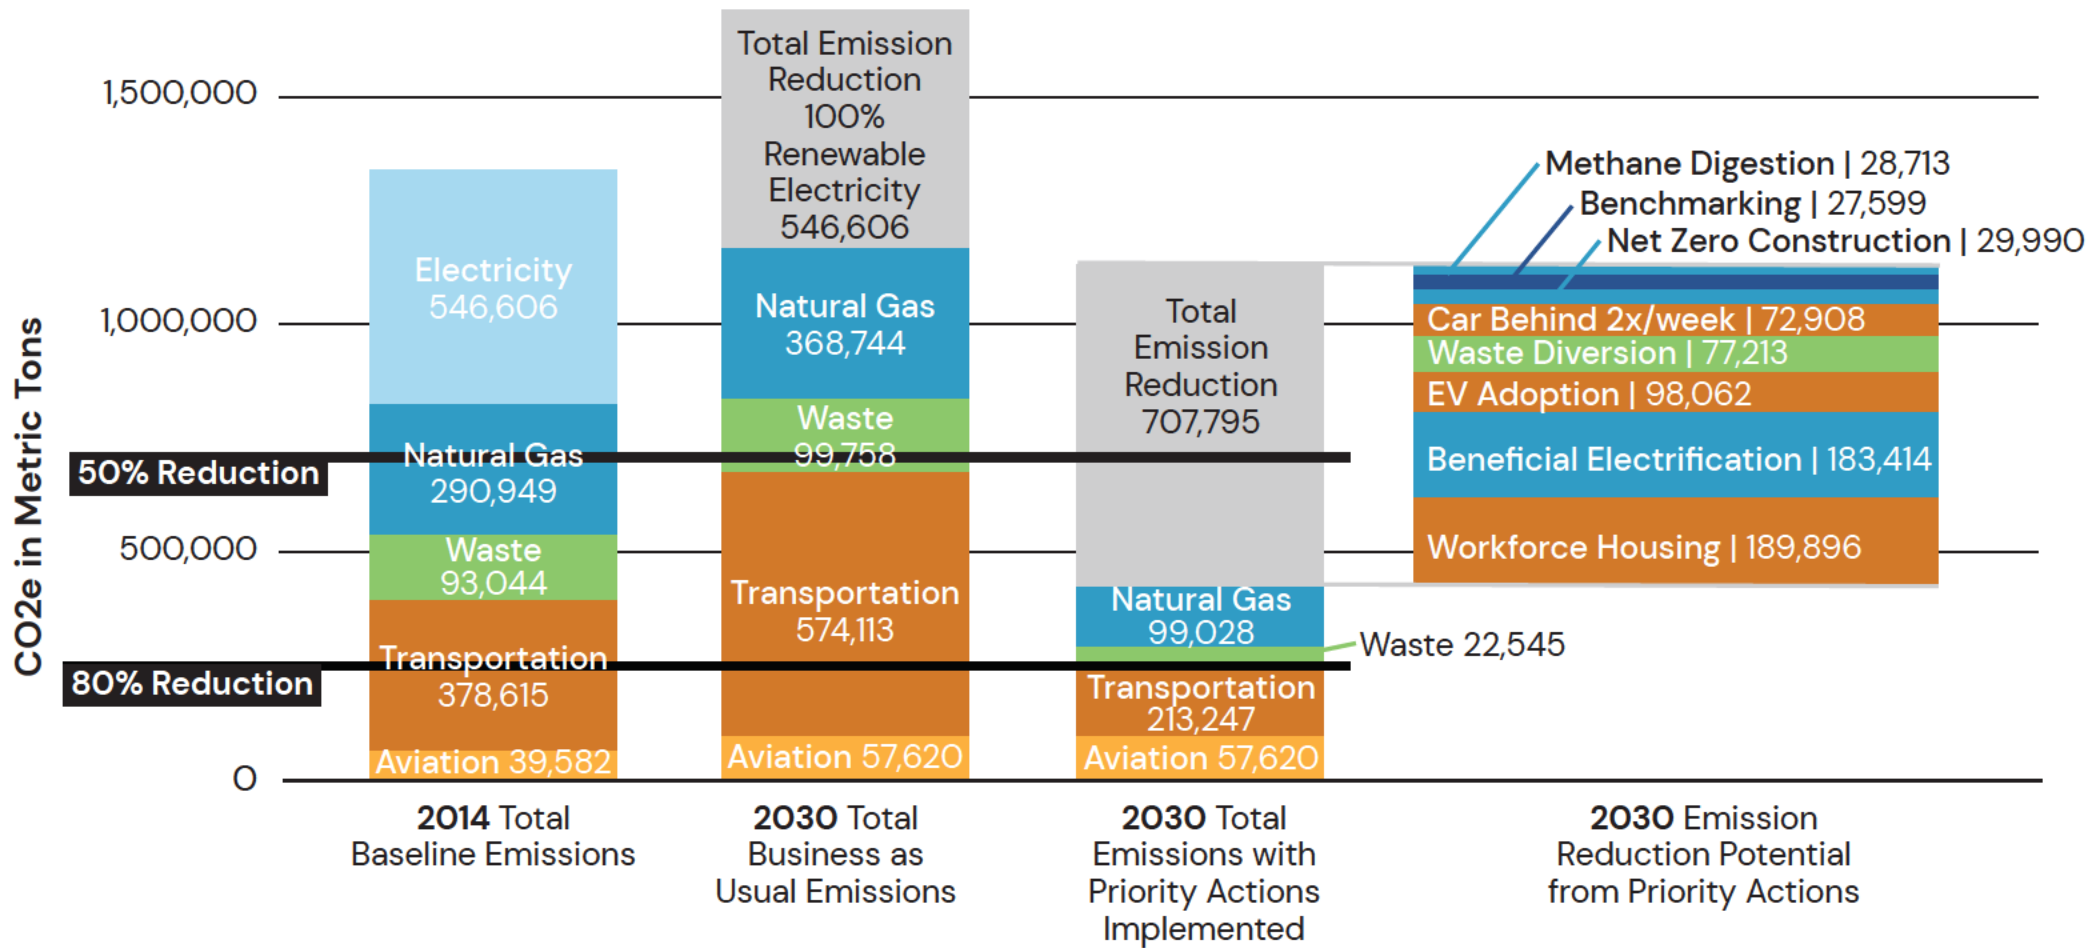 CO2e in Metric Tons
1,500,000
1,000,000
500,000
0
50% Reduction
80% Reduction
Electricity
546,606
Natural Gas
290,949
Waste
93,044
Transportation
378,615
Aviation 39,582
2014 Total
Baseline Emissions
Total Emission
Reduction
100%
Renewable
Electricity
546,606
Natural Gas
368,744
Waste
99,758
Transportation
574,113
Aviation 57,620
2030 Total
Business as
Usual Emissions
Total
Emission
Reduction
707,795
Natural Gas
99,028
Waste 22,545
Transportation
213,247
Aviation 57,620
2030 Total
Emissions with
Priority Actions
Implemented
Methane Digestion | 28,713
Benchmarking | 27,599
Net Zero Construction | 29,990
Car Behind 2x/week | 72,908
Waste Diversion | 77,213
EV Adoption | 98,062
Beneficial Electrification | 183,414
Workforce Housing | 189,896
2030 Emission
Reduction Potential
from Priority Actions